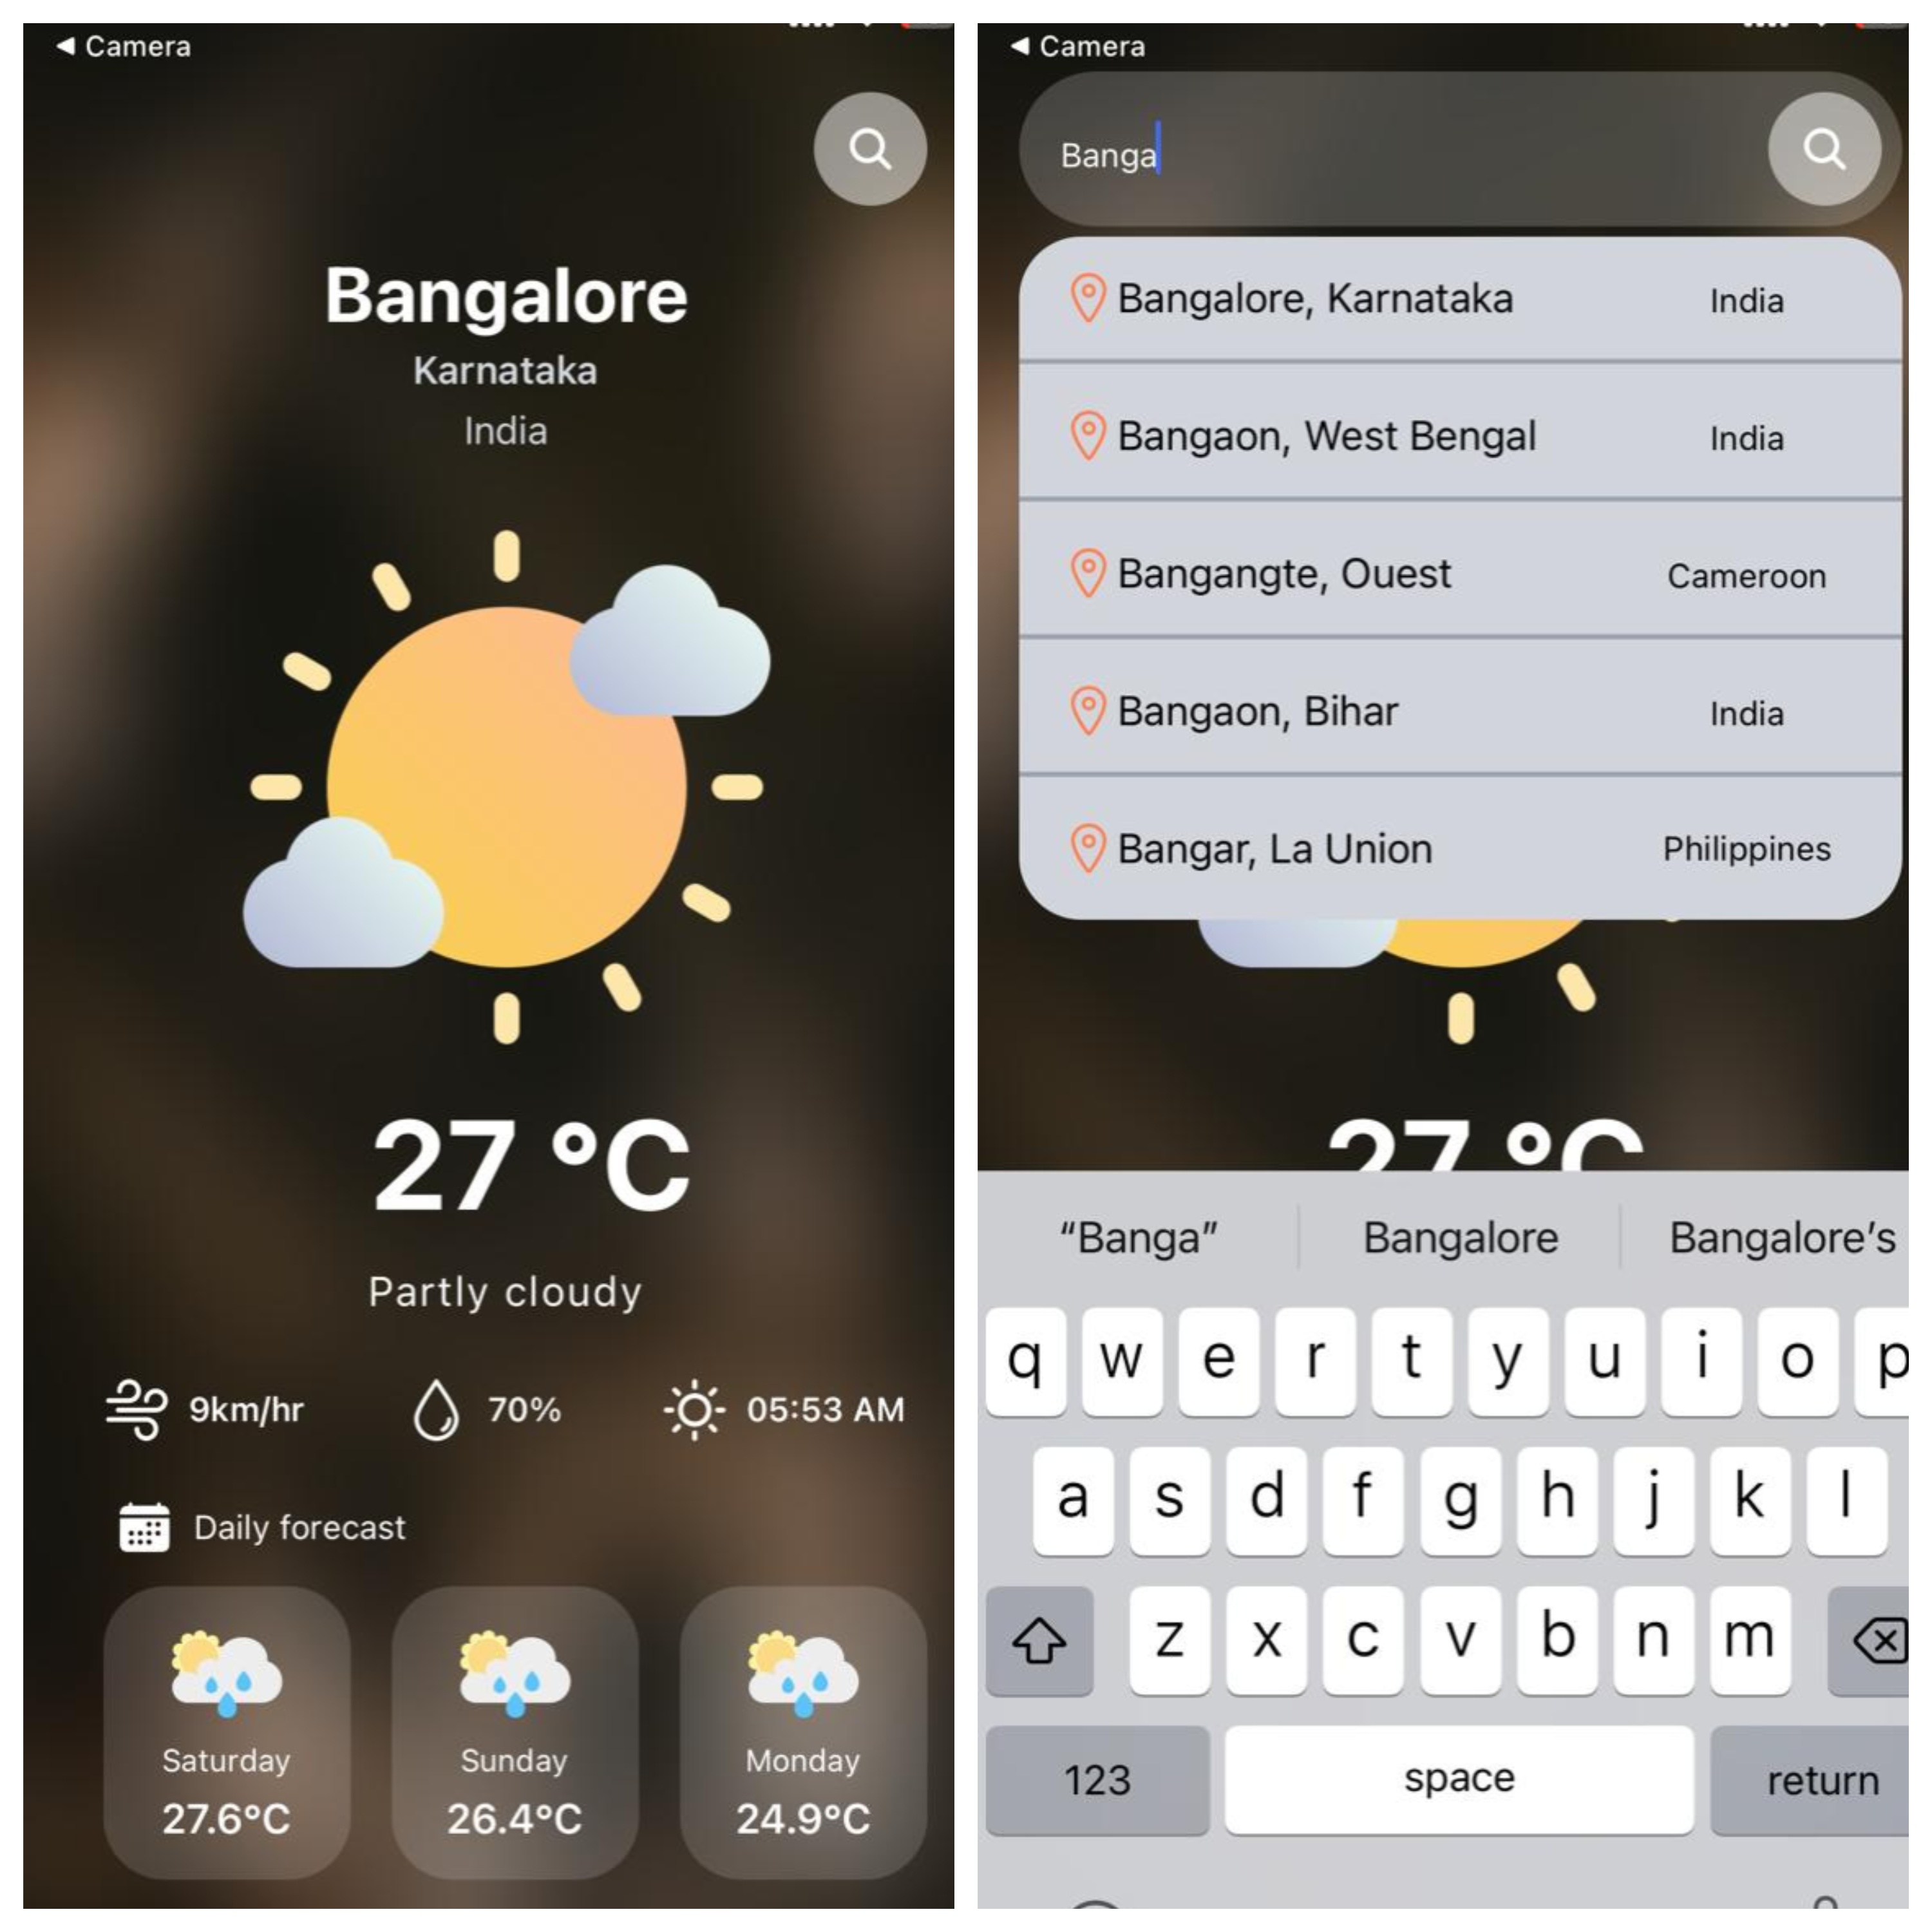 ◀ Camera
Bangalore
Karnataka
India
27 °C
Partly cloudy
9km/hr 70% 05:53 AM
Daily forecast
Saturday Sunday Monday
27.6°C 26.4°C 24.9°C
◀ Camera
Banga
Bangalore, Karnataka India
Bangaon, West Bengal India
Bangangte, Ouest Cameroon
Bangaon, Bihar India
Bangar, La Union Philippines
27 °C
“Banga” Bangalore Bangalore’s
q w e r t y u i o p
a s d f g h j k l
z x c v b n m
123 space return